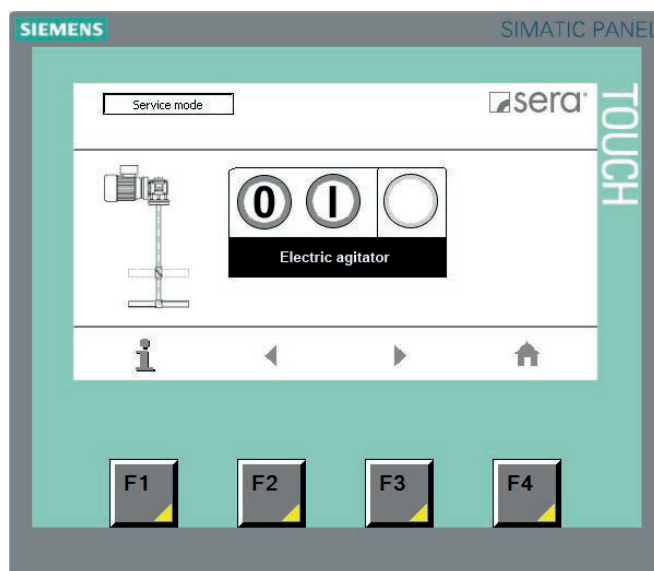 SIEMENS
SIMATIC PANEL
TOUCH
Service mode
sera
0 I
Electric agitator
i
F1 F2 F3 F4